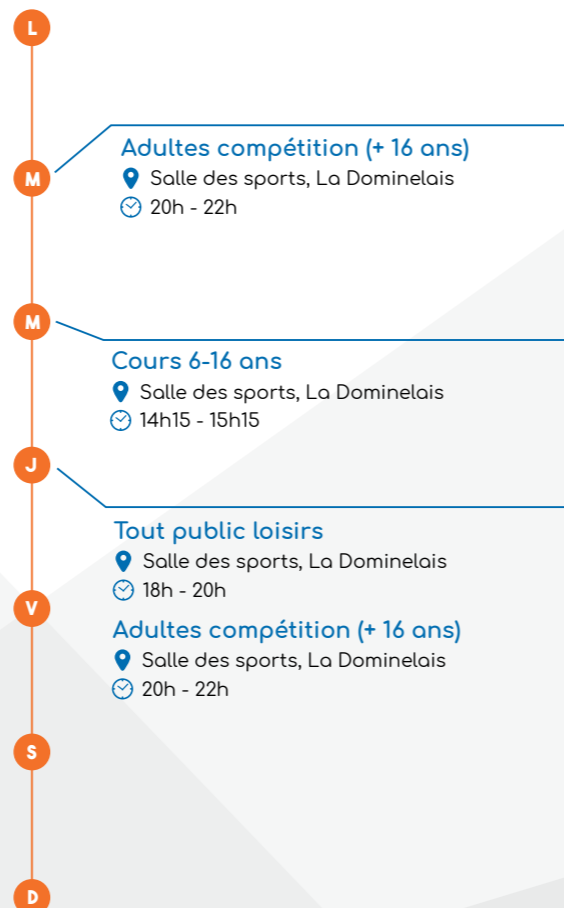 L
M
Adultes compétition (+ 16 ans)
Salle des sports, La Dominelais
20h - 22h
M
Cours 6-16 ans
Salle des sports, La Dominelais
14h15 - 15h15
J
Tout public loisirs
Salle des sports, La Dominelais
18h - 20h
V
Adultes compétition (+ 16 ans)
Salle des sports, La Dominelais
20h - 22h
S
D